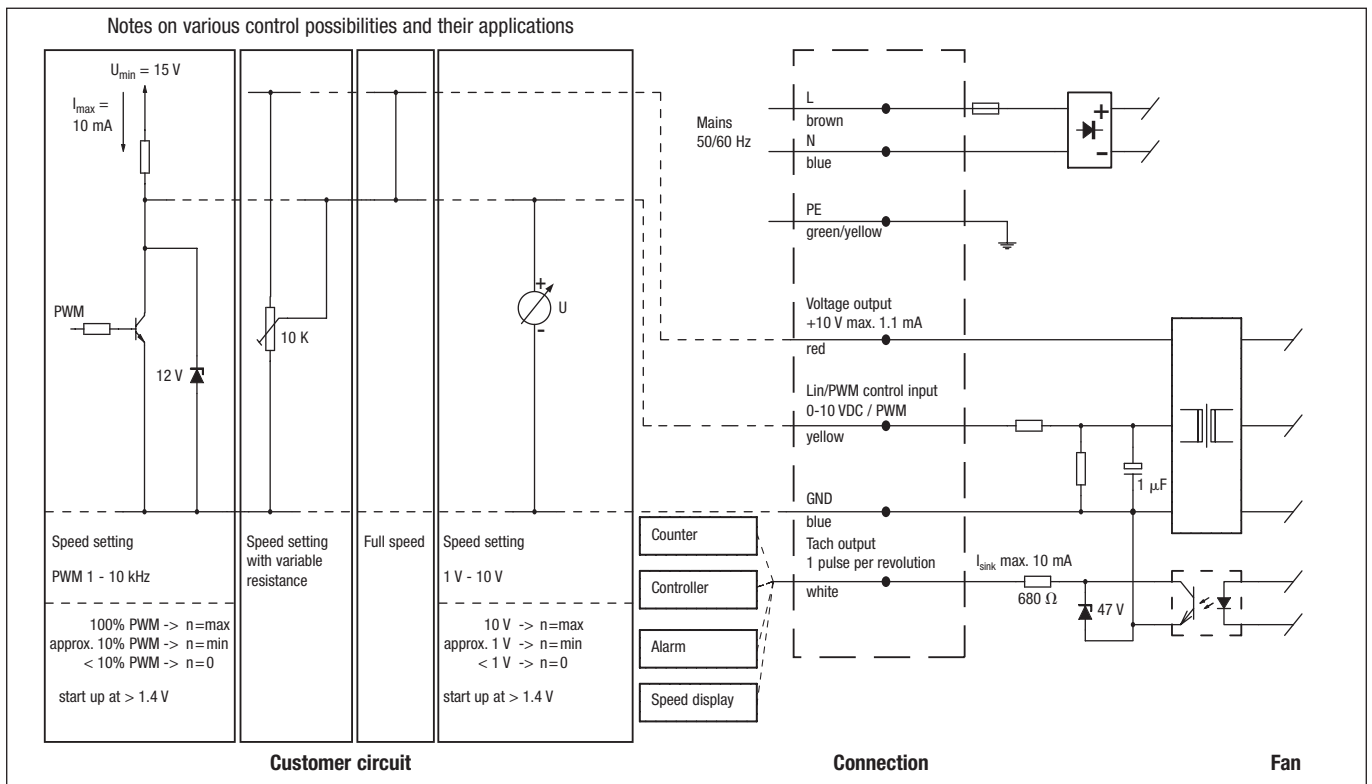 Notes on various control possibilities and their applications
Umin = 15 V
Imax =
10 mA
PWM
12 V
Speed setting
PWM 1 - 10 kHz
100% PWM -> n=max
approx. 10% PWM -> n=min
< 10% PWM -> n=0
start up at > 1.4 V
10 K
Speed setting
with variable
resistance
Full speed
+
U
-
Speed setting
1 V - 10 V
10 V -> n=max
approx. 1 V -> n=min
< 1 V -> n=0
start up at > 1.4 V
Counter
Controller
Alarm
Speed display
Mains
50/60 Hz
L
brown
N
blue
PE
green/yellow
Voltage output
+10 V max. 1.1 mA
red
Lin/PWM control input
0-10 VDC / PWM
yellow
GND
blue
Tach output
1 pulse per revolution
white
+
-
1 µF
Isink max. 10 mA
680 Ω
47 V
Customer circuit
Connection
Fan